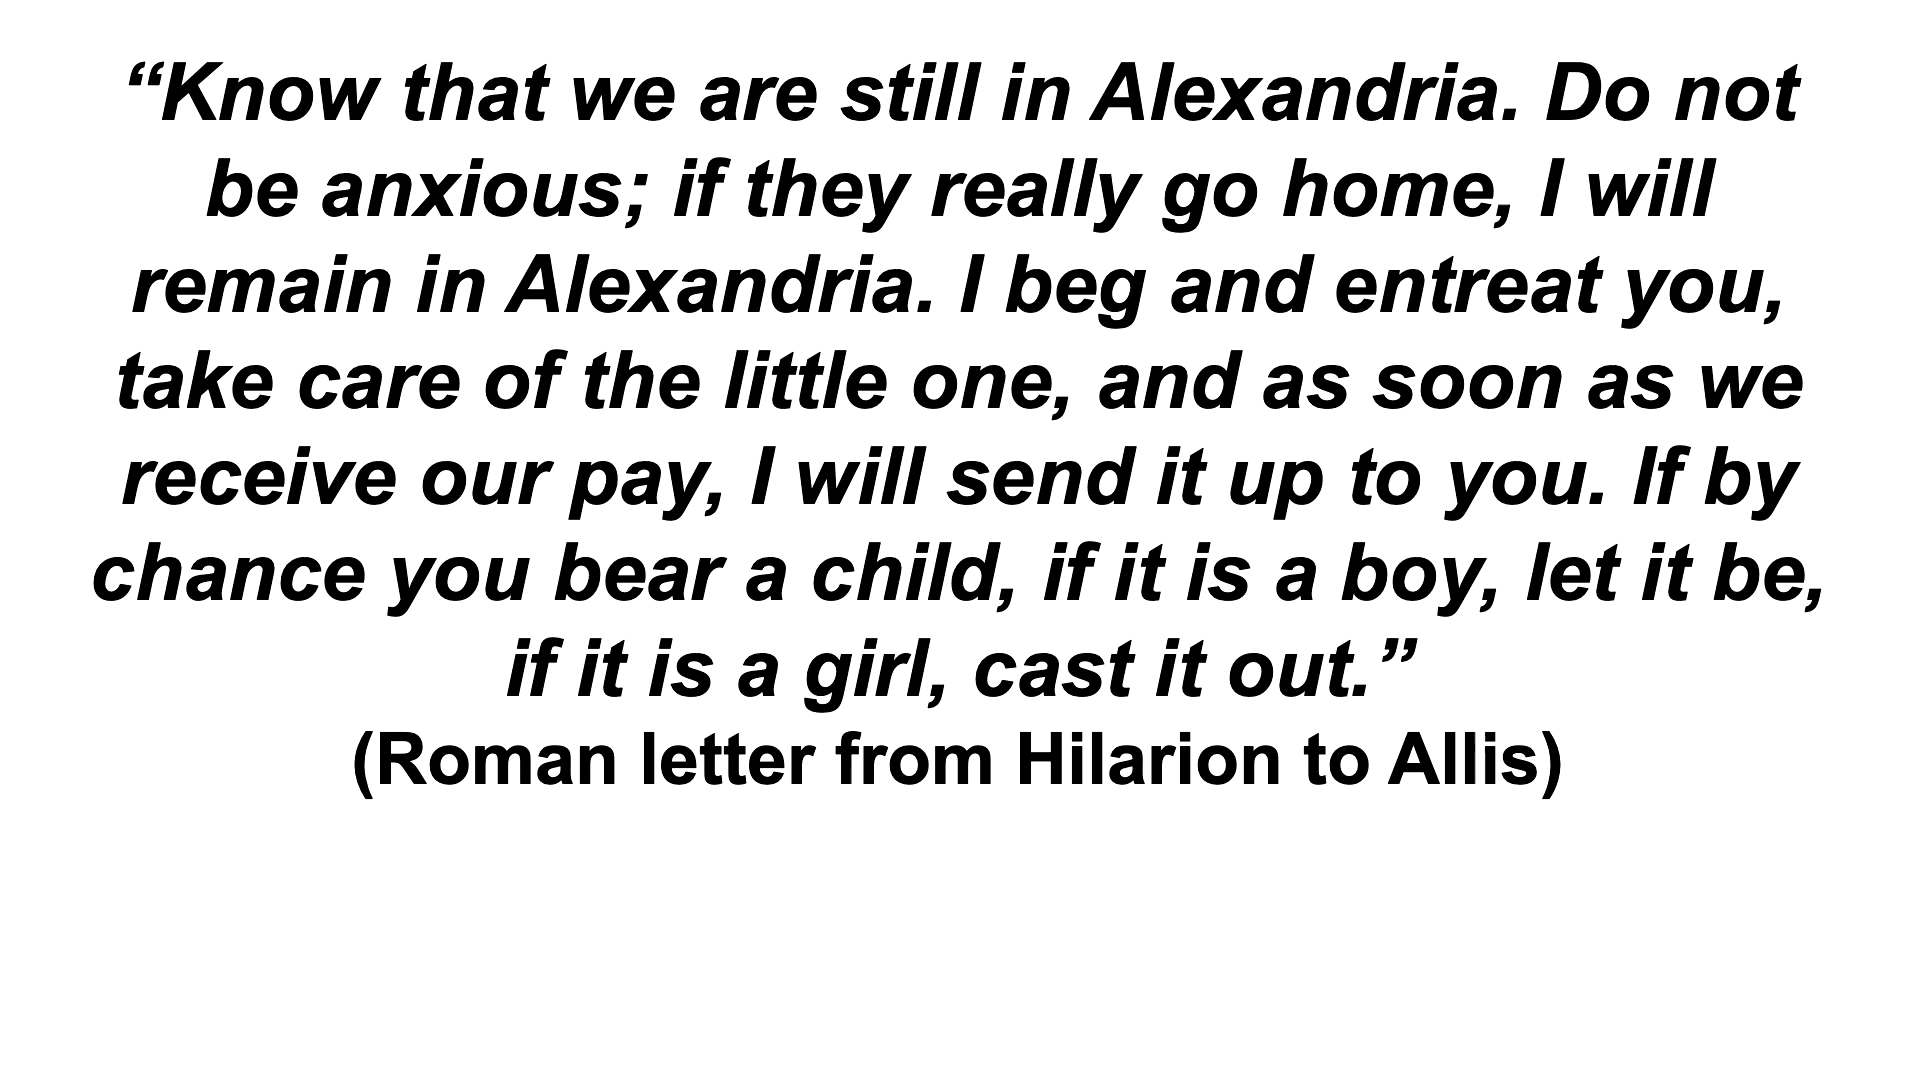 “Know that we are still in Alexandria. Do not
be anxious; if they really go home, I will
remain in Alexandria. I beg and entreat you,
take care of the little one, and as soon as we
receive our pay, I will send it up to you. If by
chance you bear a child, if it is a boy, let it be,
if it is a girl, cast it out.”
(Roman letter from Hilarion to Allis)